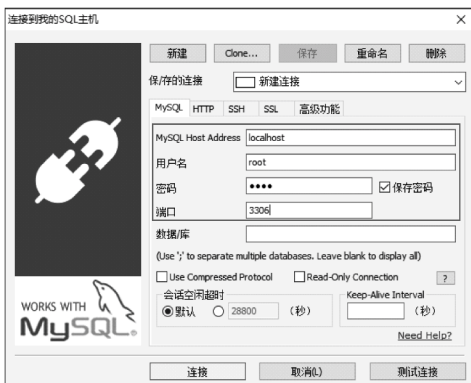 连接到我的SQL主机
新建 Clone... 保存 重命名 删除
保/存的连接 新建连接
MySQL HTTP SSH SSL 高级功能
MySQL Host Address localhost
用户名 root
密码 •••• 保存密码
端口 3306
数据/库
(Use ';' to separate multiple databases. Leave blank to display all)
Use Compressed Protocol Read-Only Connection ?
会话空闲超时 Keep-Alive Interval
默认 28800 (秒) (秒)
Need Help?
WORKS WITH
MySQL®
连接 取消(L) 测试连接